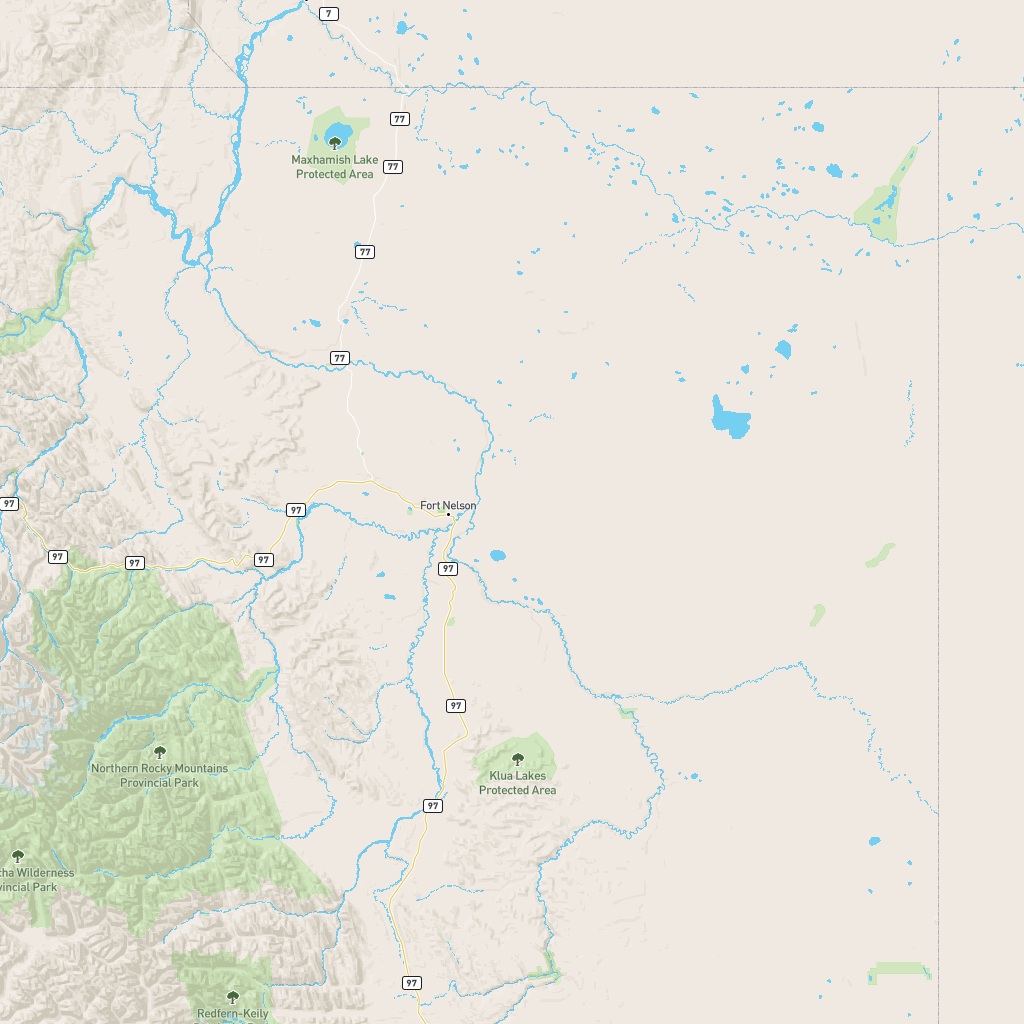 7
77
77
Maxhamish Lake
Protected Area
77
77
97
97
Fort Nelson
97
97
97
97
97
Northern Rocky Mountains
Provincial Park
Klua Lakes
Protected Area
97
cha Wilderness
vincial Park
97
Redfern-Keily